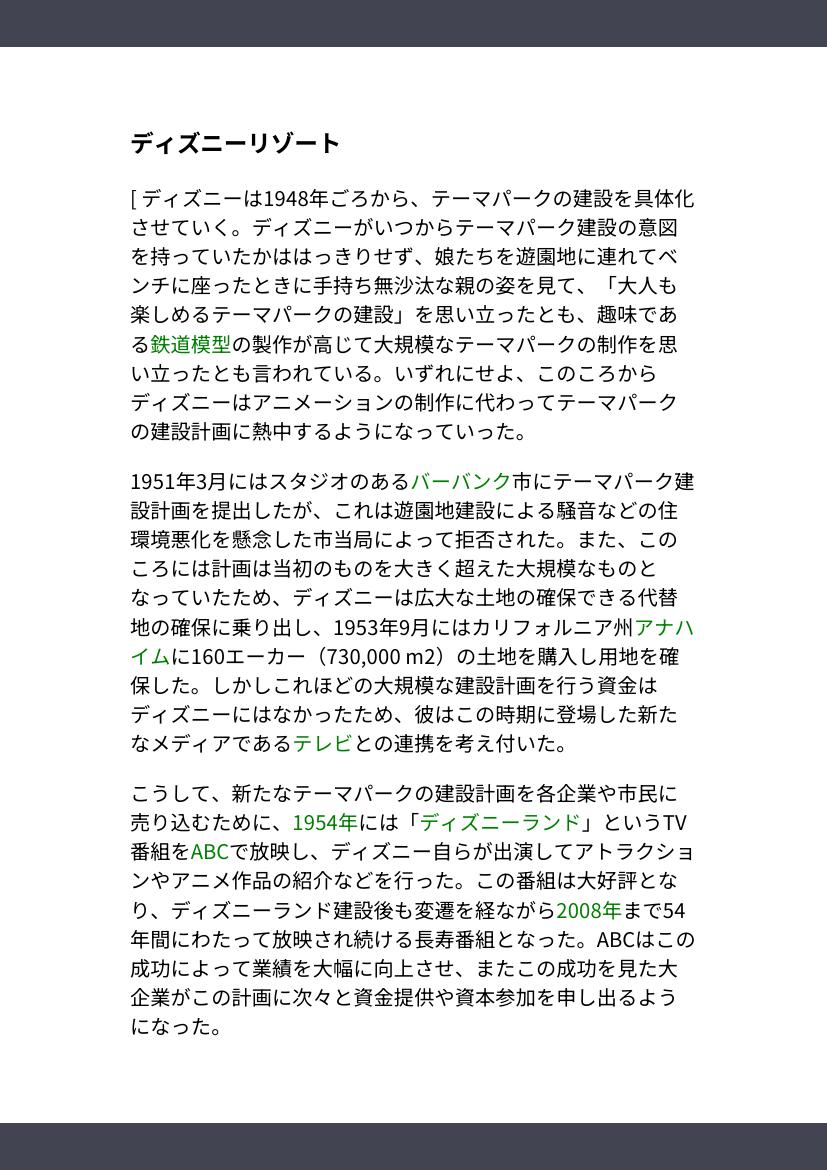 ディズニーリゾート
[ ディズニーは1948年ごろから、テーマパークの建設を具体化
させていく。ディズニーがいつからテーマパーク建設の意図
を持っていたかははっきりせず、娘たちを遊園地に連れてベ
ンチに座ったときに手持ち無沙汰な親の姿を見て、「大人も
楽しめるテーマパークの建設」を思い立ったとも、趣味であ
る鉄道模型の製作が高じて大規模なテーマパークの制作を思
い立ったとも言われている。いずれにせよ、このころから
ディズニーはアニメーションの制作に代わってテーマパーク
の建設計画に熱中するようになっていった。
1951年3月にはスタジオのあるバーバンク市にテーマパーク建
設計画を提出したが、これは遊園地建設による騒音などの住
環境悪化を懸念した市当局によって拒否された。また、この
ころには計画は当初のものを大きく超えた大規模なものと
なっていたため、ディズニーは広大な土地の確保できる代替
地の確保に乗り出し、1953年9月にはカリフォルニア州アナハ
イムに160エーカー（730,000 m2）の土地を購入し用地を確
保した。しかしこれほどの大規模な建設計画を行う資金は
ディズニーにはなかったため、彼はこの時期に登場した新た
なメディアであるテレビとの連携を考え付いた。
こうして、新たなテーマパークの建設計画を各企業や市民に
売り込むために、1954年には「ディズニーランド」というTV
番組をABCで放映し、ディズニー自らが出演してアトラクショ
ンやアニメ作品の紹介などを行った。この番組は大好評とな
り、ディズニーランド建設後も変遷を経ながら2008年まで54
年間にわたって放映され続ける長寿番組となった。ABCはこの
成功によって業績を大幅に向上させ、またこの成功を見た大
企業がこの計画に次々と資金提供や資本参加を申し出るよう
になった。